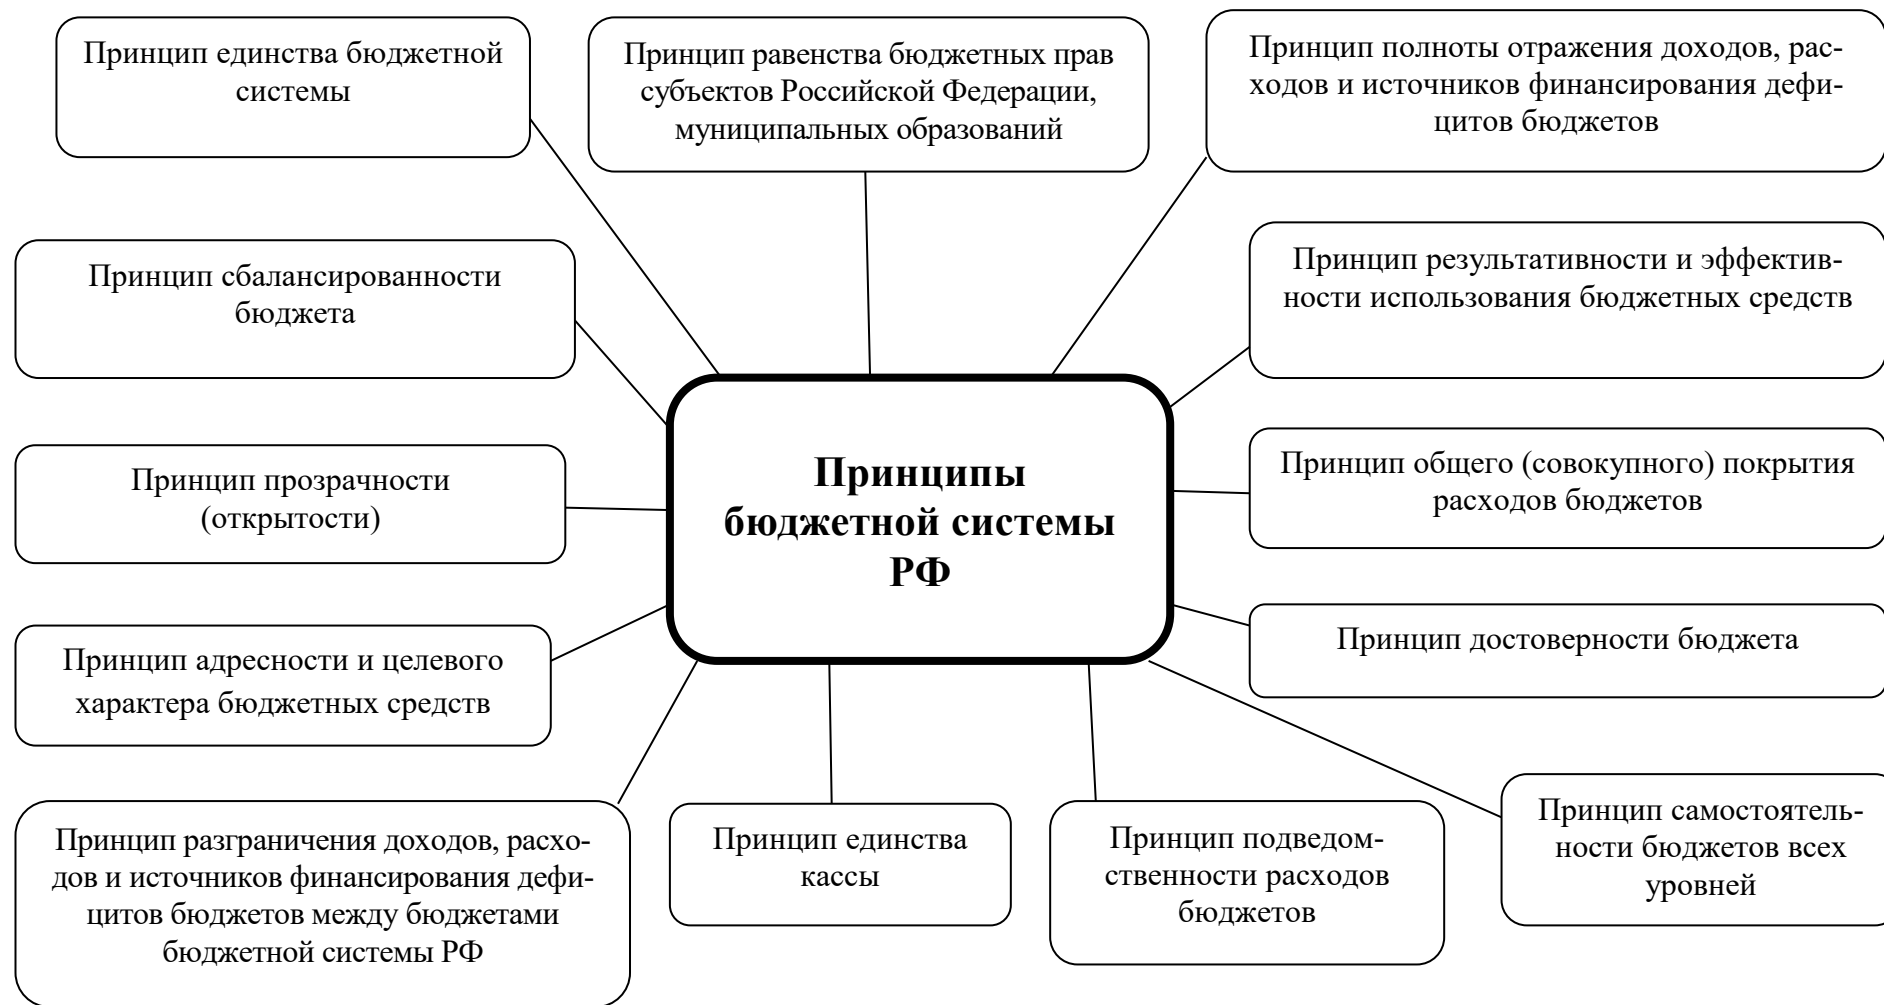 Принцип единства бюджетной
системы
Принцип равенства бюджетных прав
субъектов Российской Федерации,
муниципальных образований
Принцип полноты отражения доходов, рас-
ходов и источников финансирования дефи-
цитов бюджетов
Принцип сбалансированности
бюджета
Принцип результативности и эффектив-
ности использования бюджетных средств
Принципы
бюджетной системы
РФ
Принцип прозрачности
(открытости)
Принцип общего (совокупного) покрытия
расходов бюджетов
Принцип адресности и целевого
характера бюджетных средств
Принцип достоверности бюджета
Принцип разграничения доходов, расхо-
дов и источников финансирования дефи-
цитов бюджетов между бюджетами
бюджетной системы РФ
Принцип единства
кассы
Принцип подведом-
ственности расходов
бюджетов
Принцип самостоятель-
ности бюджетов всех
уровней